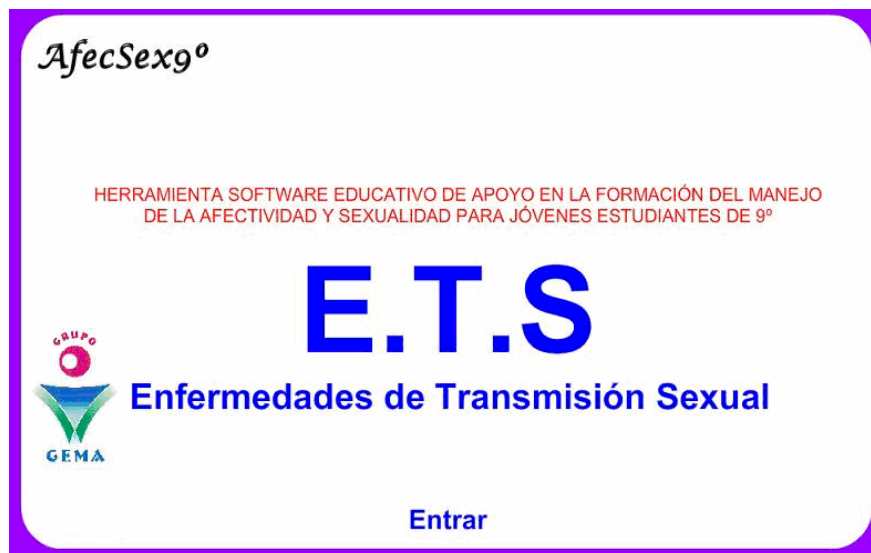 AfecSex9º
HERRAMIENTA SOFTWARE EDUCATIVO DE APOYO EN LA FORMACIÓN DEL MANEJO
DE LA AFECTIVIDAD Y SEXUALIDAD PARA JÓVENES ESTUDIANTES DE 9º
E.T.S
GRUPO
GEMA
Enfermedades de Transmisión Sexual
Entrar